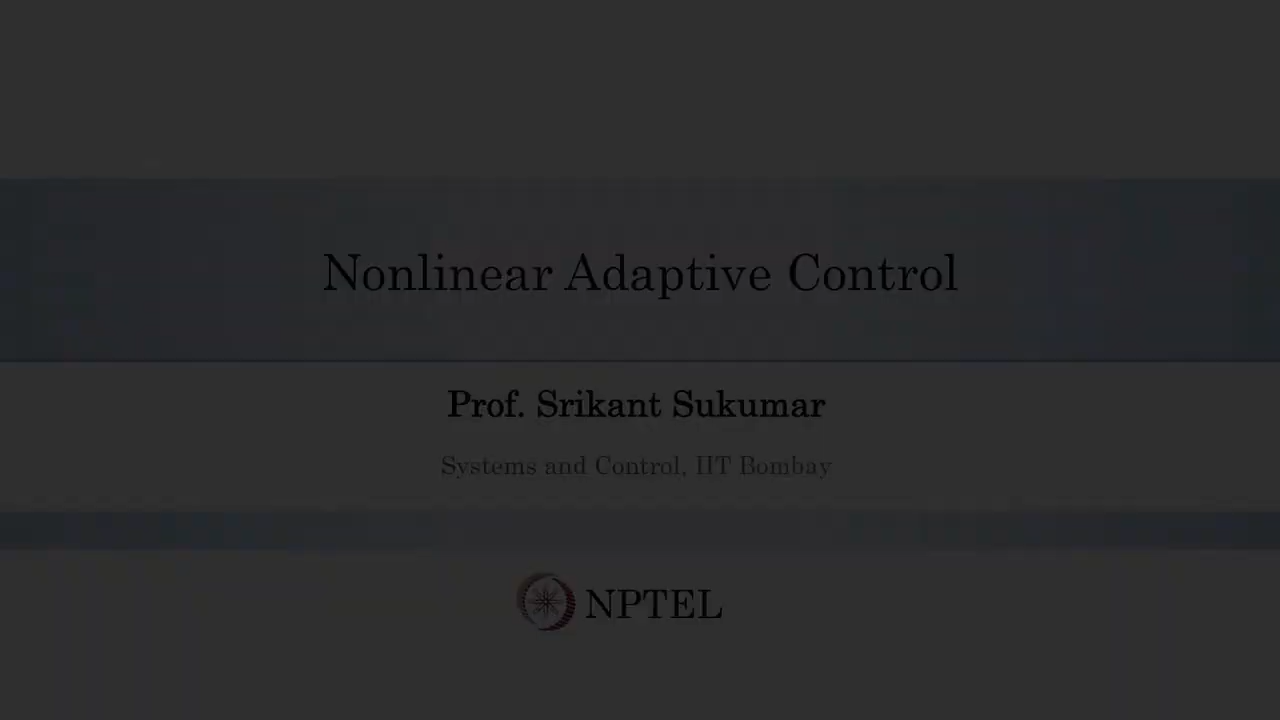 Nonlinear Adaptive Control
Prof. Srikant Sukumar
Systems and Control, IIT Bombay
NPTEL